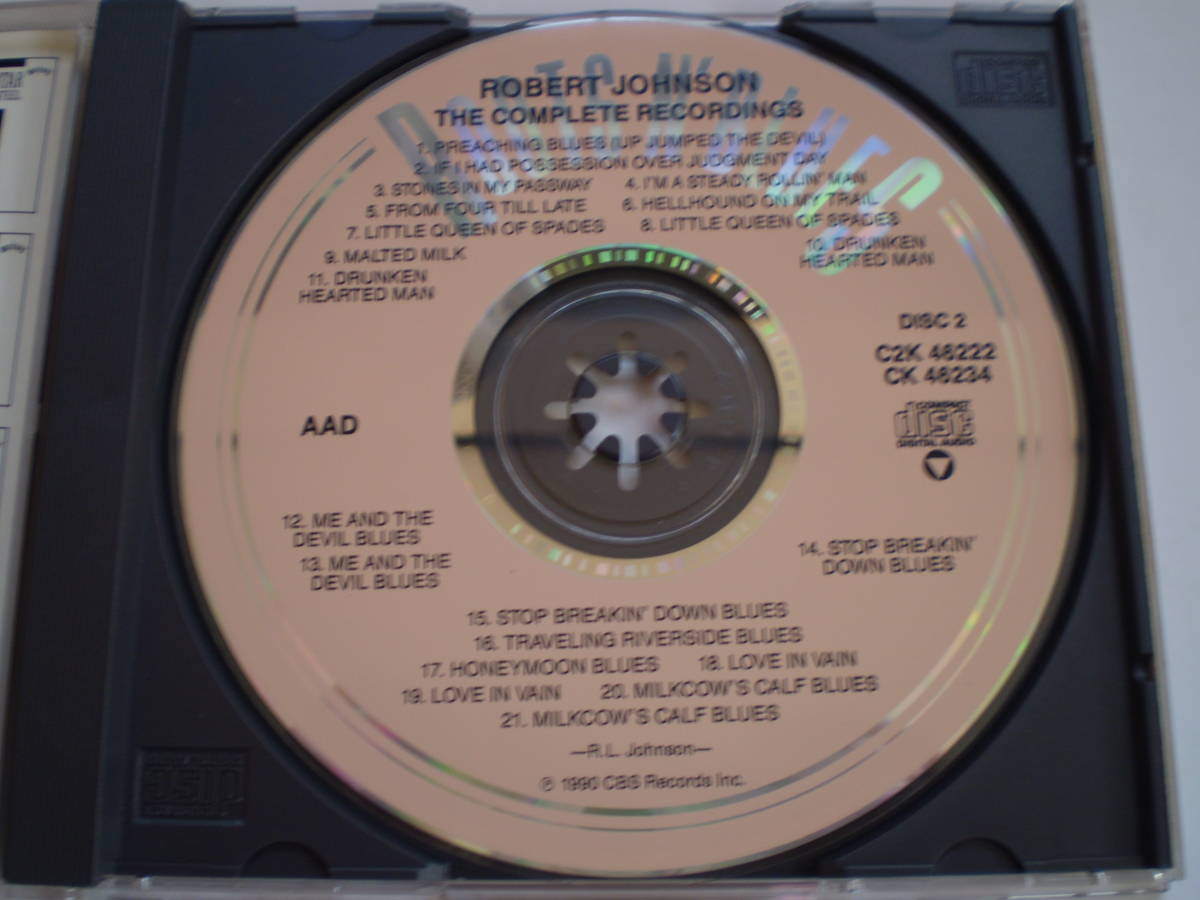 ROOTS N' BLUES
ROBERT JOHNSON
THE COMPLETE RECORDINGS
1. PREACHING BLUES (UP JUMPED THE DEVIL)
2. IF I HAD POSSESSION OVER JUDGMENT DAY
3. STONES IN MY PASSWAY 4. I'M A STEADY ROLLIN' MAN
5. FROM FOUR TILL LATE 6. HELLHOUND ON MY TRAIL
7. LITTLE QUEEN OF SPADES 8. LITTLE QUEEN OF SPADES
9. MALTED MILK
10. DRUNKEN
HEARTED MAN
11. DRUNKEN
HEARTED MAN
DISC 2
C2K 46222
CK 46234
AAD
COMPACT
disc
DIGITAL AUDIO
12. ME AND THE
DEVIL BLUES
13. ME AND THE
DEVIL BLUES
14. STOP BREAKIN'
DOWN BLUES
15. STOP BREAKIN' DOWN BLUES
16. TRAVELING RIVERSIDE BLUES
17. HONEYMOON BLUES 18. LOVE IN VAIN
19. LOVE IN VAIN 20. MILKCOW'S CALF BLUES
21. MILKCOW'S CALF BLUES
—R.L. Johnson—
℗ 1990 CBS Records Inc.
disc
disc